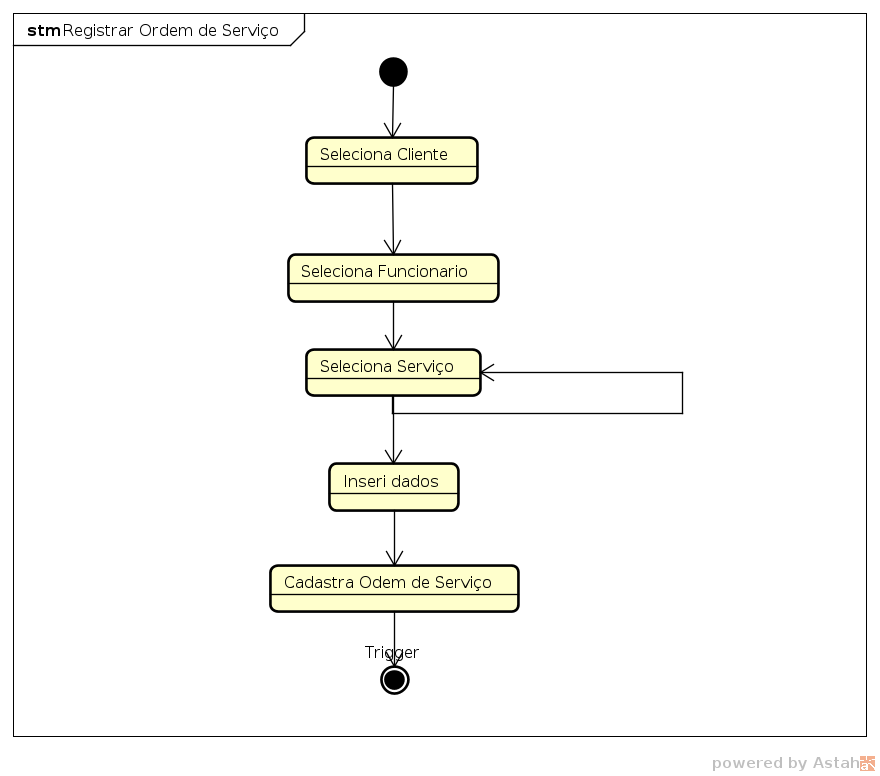 stm Registrar Ordem de Serviço
Seleciona Cliente
Seleciona Funcionario
Seleciona Serviço
Inseri dados
Cadastra Odem de Serviço
Trigger
powered by Astah